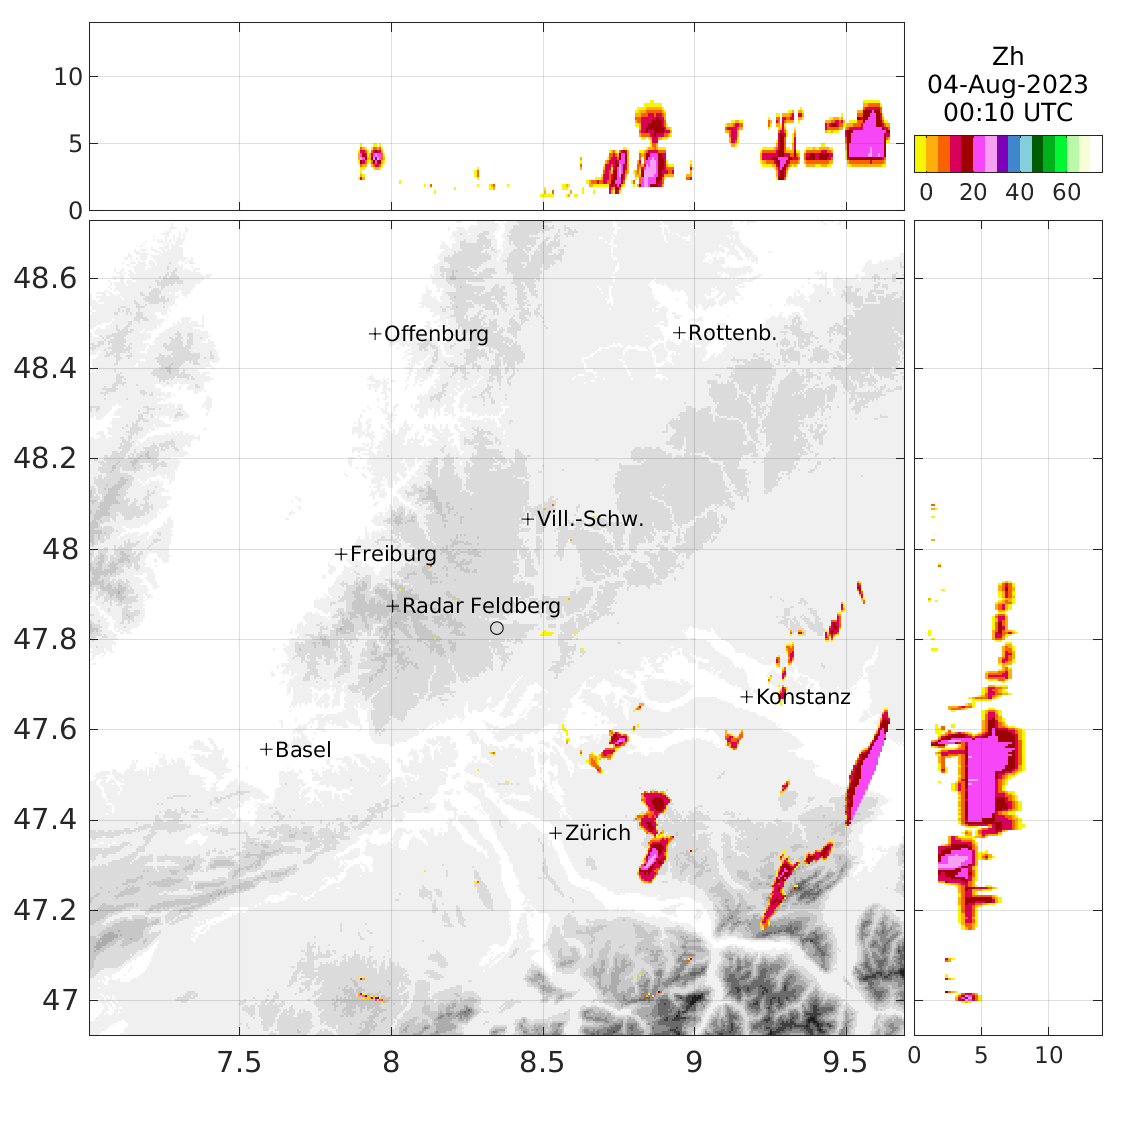 10
5
0
Zh
04-Aug-2023
00:10 UTC
0 20 40 60
48.6
48.4
48.2
48
47.8
47.6
47.4
47.2
47
+Offenburg
+Rottenb.
+Vill.-Schw.
+Freiburg
+Radar Feldberg
+Konstanz
+Basel
+Zürich
7.5 8 8.5 9 9.5
0 5 10